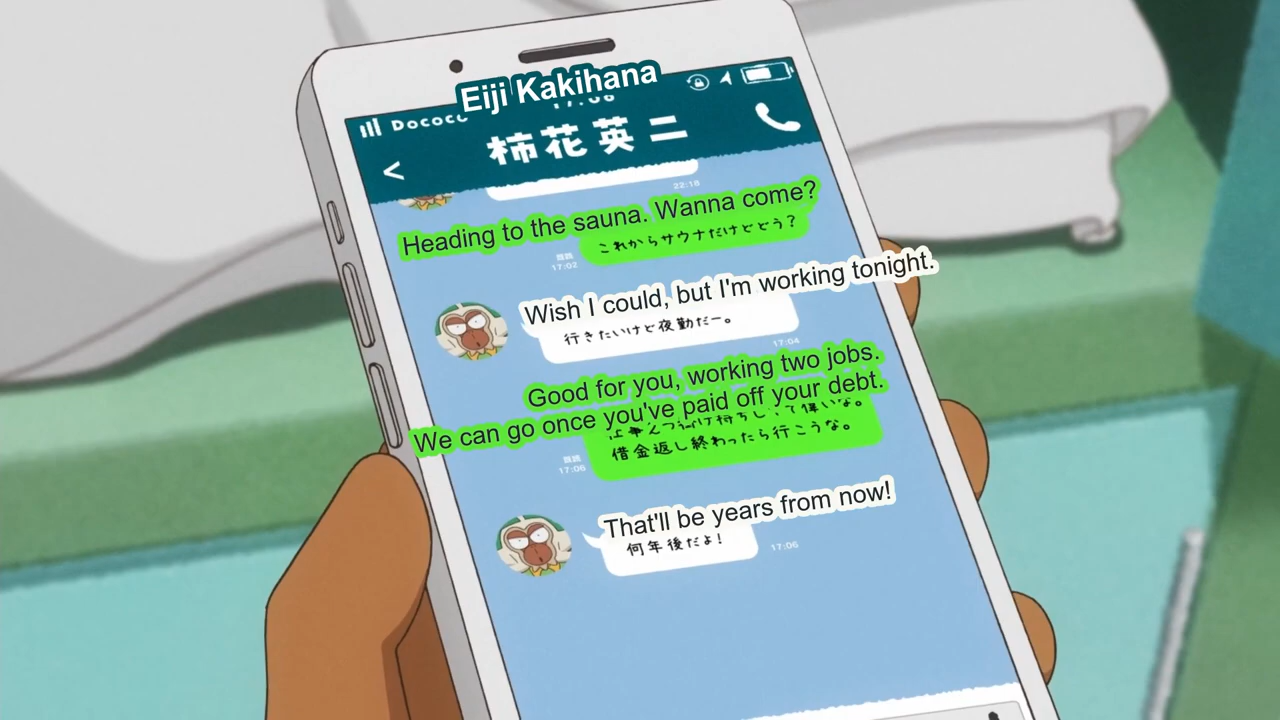 Eiji Kakihana
Dococo
柿花英二
22:18
Heading to the sauna. Wanna come?
これからサウナだけどどう?
既読
17:02
Wish I could, but I'm working tonight.
行きたいけど夜勤だー。
17:04
Good for you, working two jobs.
We can go once you've paid off your debt.
借金返し終わったら行こうな。
既読
17:06
That'll be years from now!
何年後だよ!
17:06